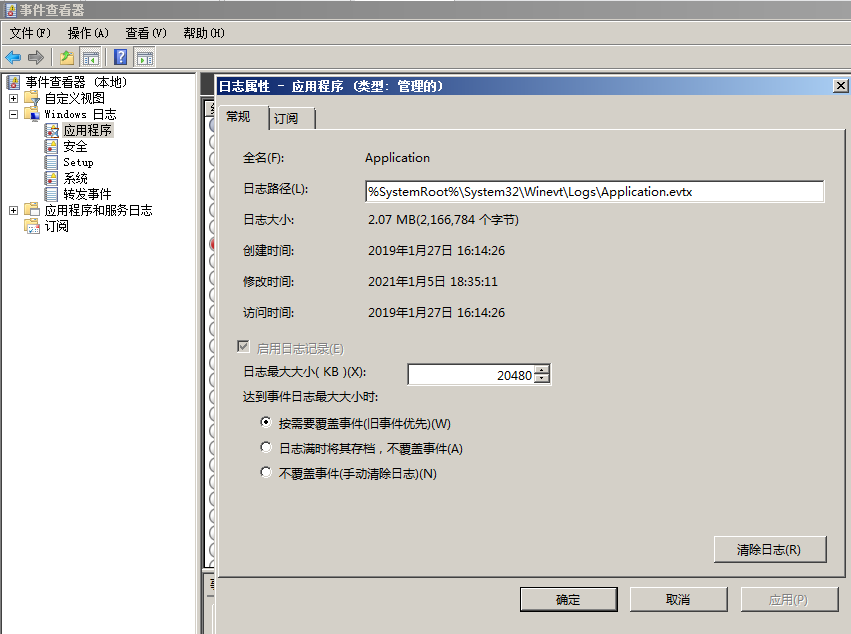 事件查看器
文件(F) 操作(A) 查看(V) 帮助(H)
事件查看器 (本地)
自定义视图
Windows 日志
应用程序
安全
Setup
系统
转发事件
应用程序和服务日志
订阅
日志属性 - 应用程序 (类型: 管理的)
常规 订阅
全名(F): Application
日志路径(L): %SystemRoot%\System32\Winevt\Logs\Application.evtx
日志大小: 2.07 MB(2,166,784 个字节)
创建时间: 2019年1月27日 16:14:26
修改时间: 2021年1月5日 18:35:11
访问时间: 2019年1月27日 16:14:26
启用日志记录(E)
日志最大大小( KB )(X): 20480
达到事件日志最大大小时:
按需要覆盖事件(旧事件优先)(W)
日志满时将其存档，不覆盖事件(A)
不覆盖事件(手动清除日志)(N)
清除日志(R)
确定 取消 应用(P)